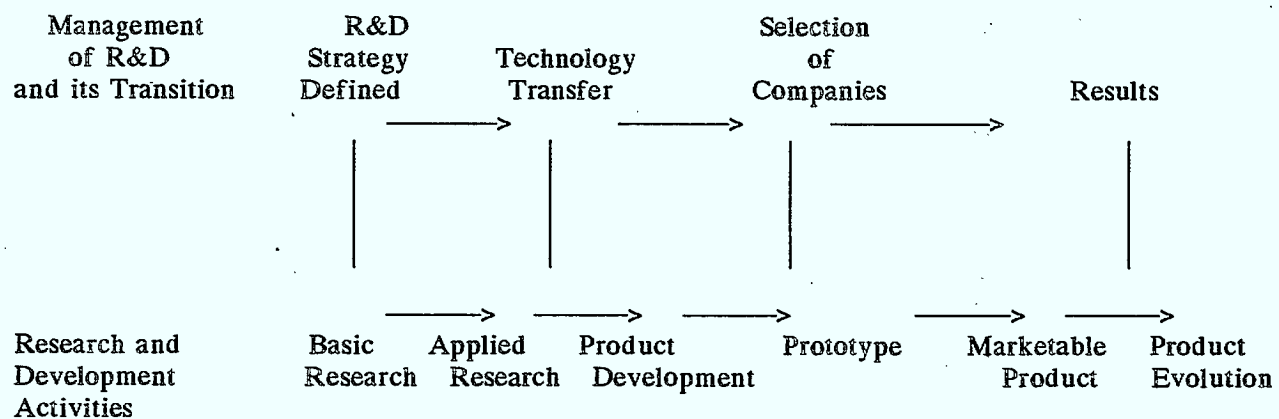 Management
of R&D
and its Transition
R&D
Strategy
Defined
Technology
Transfer
Selection
of
Companies
Results
Research and
Development
Activities
Basic
Research
Applied
Research
Product
Development
Prototype
Marketable
Product
Product
Evolution